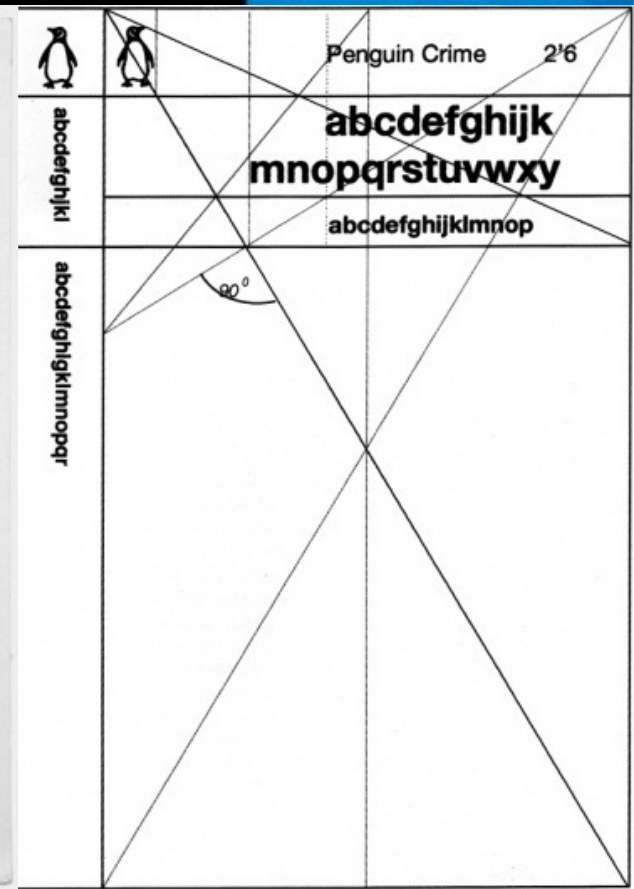 Penguin Crime 2'6
abcdefghijk
mnopqrstuvwxy
abcdefghijklmnop
90°
abcdefghijkl
abcdefghigklmnopqr